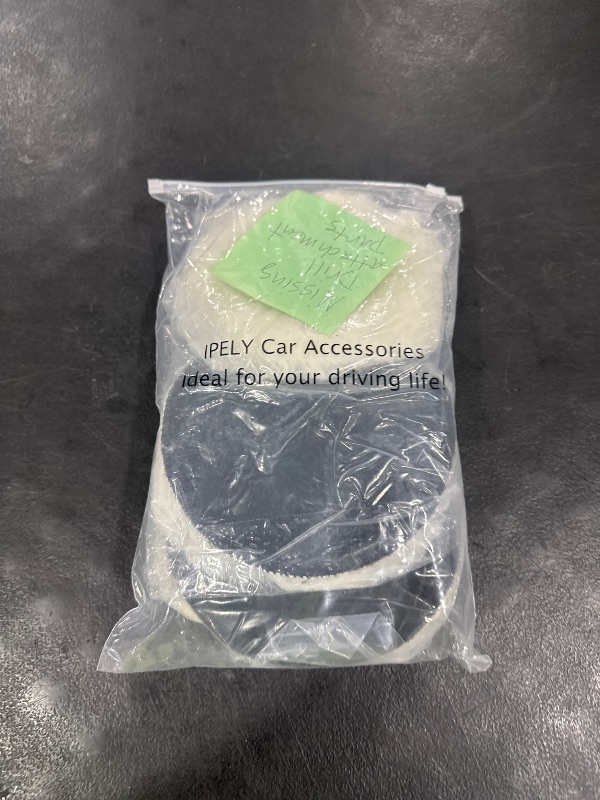 Missing
Drill
attachment
parts
IPELY Car Accessories
Ideal for your driving life!